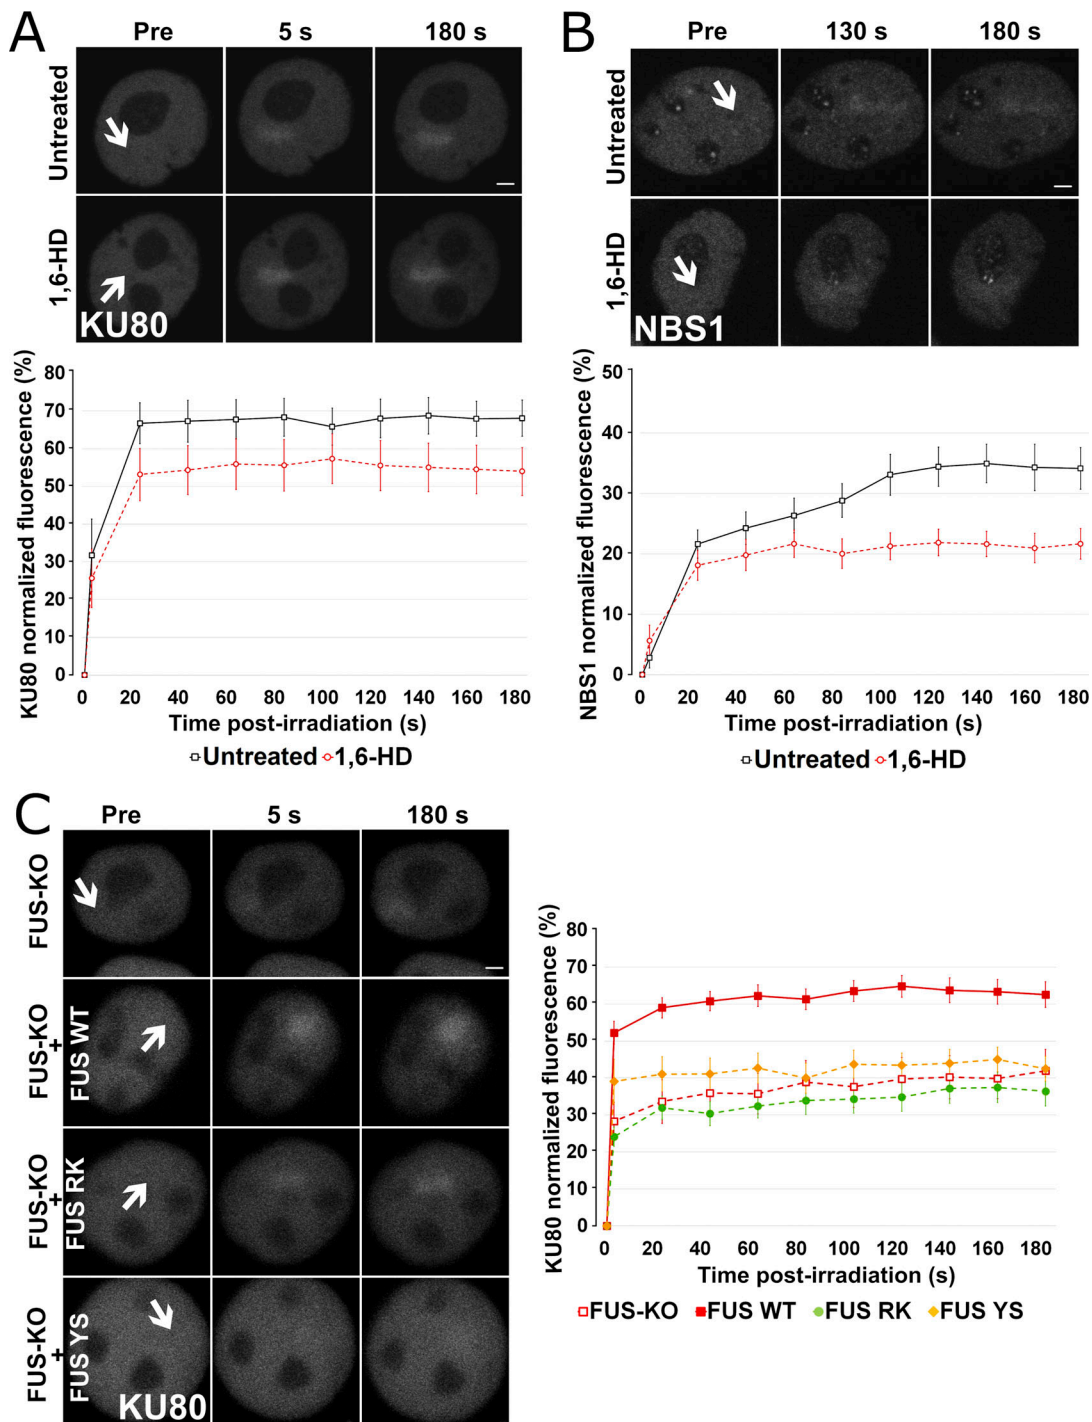 A
Pre 5 s 180 s
Untreated
1,6-HD
KU80
KU80 normalized fluorescence (%)
80
70
60
50
40
30
20
10
0
0 20 40 60 80 100 120 140 160 180
Time post-irradiation (s)
Untreated 1,6-HD
B
Pre 130 s 180 s
Untreated
1,6-HD
NBS1
NBS1 normalized fluorescence (%)
50
40
30
20
10
0
0 20 40 60 80 100 120 140 160 180
Time post-irradiation (s)
Untreated 1,6-HD
C
Pre 5 s 180 s
FUS-KO
FUS-KO
+
FUS WT
FUS-KO
+
FUS RK
FUS-KO
+
FUS YS
KU80
KU80 normalized fluorescence (%)
80
70
60
50
40
30
20
10
0
0 20 40 60 80 100 120 140 160 180
Time post-irradiation (s)
FUS-KO FUS WT FUS RK FUS YS